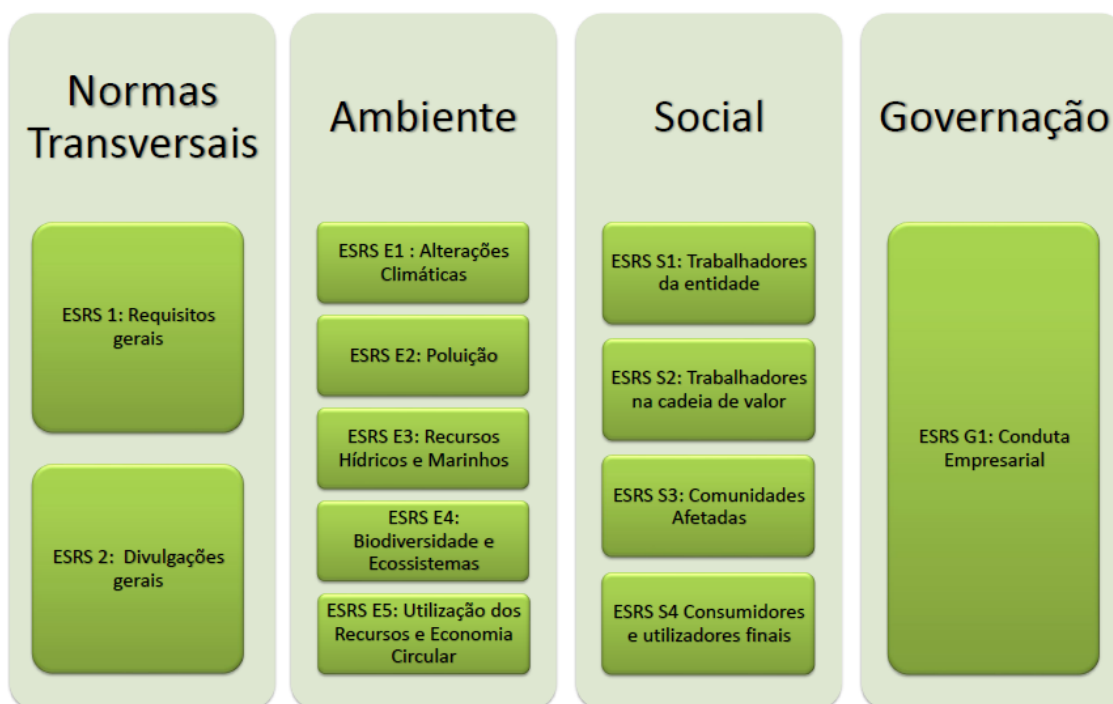 Normas
Transversais
ESRS 1: Requisitos
gerais
ESRS 2:  Divulgações
gerais
Ambiente
ESRS E1 : Alterações
Climáticas
ESRS E2: Poluição
ESRS E3: Recursos
Hídricos e Marinhos
ESRS E4:
Biodiversidade e
Ecossistemas
ESRS E5: Utilização dos
Recursos e Economia
Circular
Social
ESRS S1: Trabalhadores
da entidade
ESRS S2: Trabalhadores
na cadeia de valor
ESRS S3: Comunidades
Afetadas
ESRS S4 Consumidores
e utilizadores finais
Governação
ESRS G1: Conduta
Empresarial